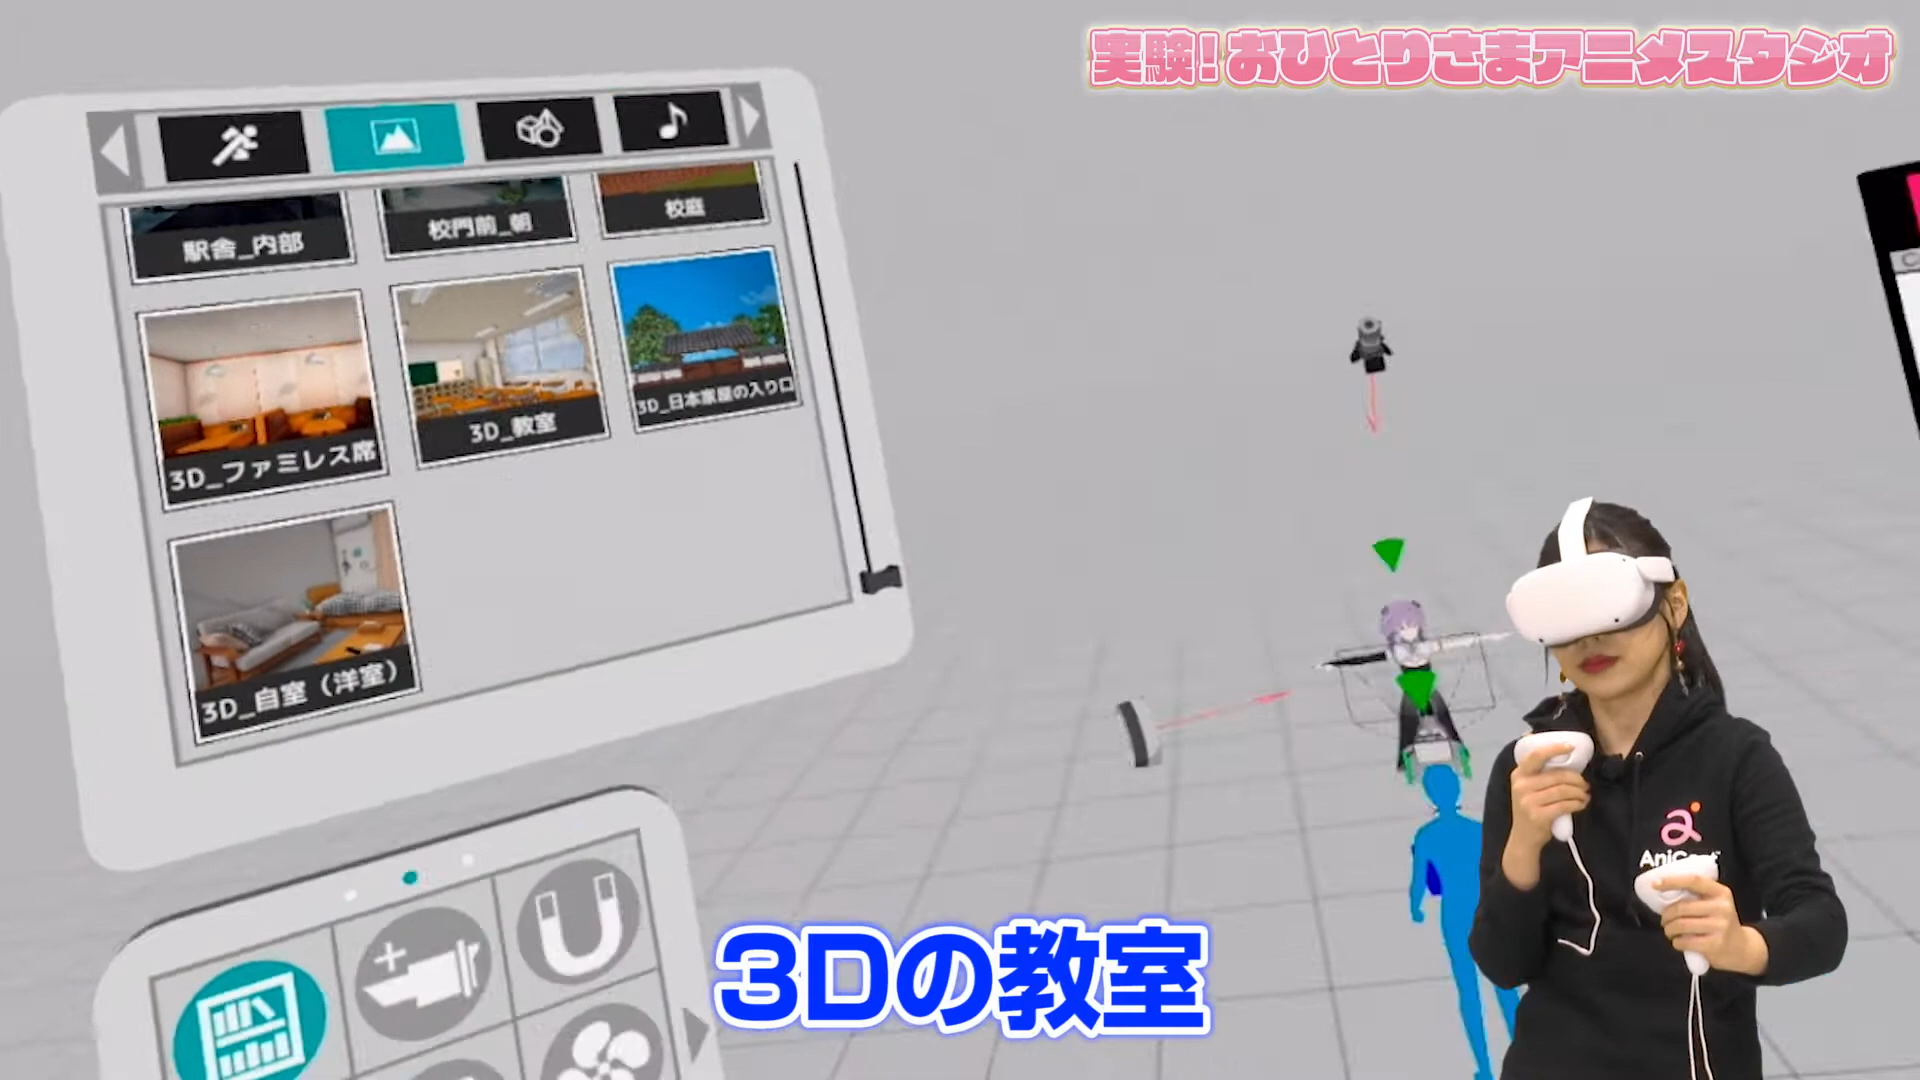 実験!おひとりさまアニメスタジオ
駅舎_内部
校門前_朝
校庭
3D_ファミレス席
3D_教室
3D_日本家屋の入り口
3D_自室（洋室）
3Dの教室